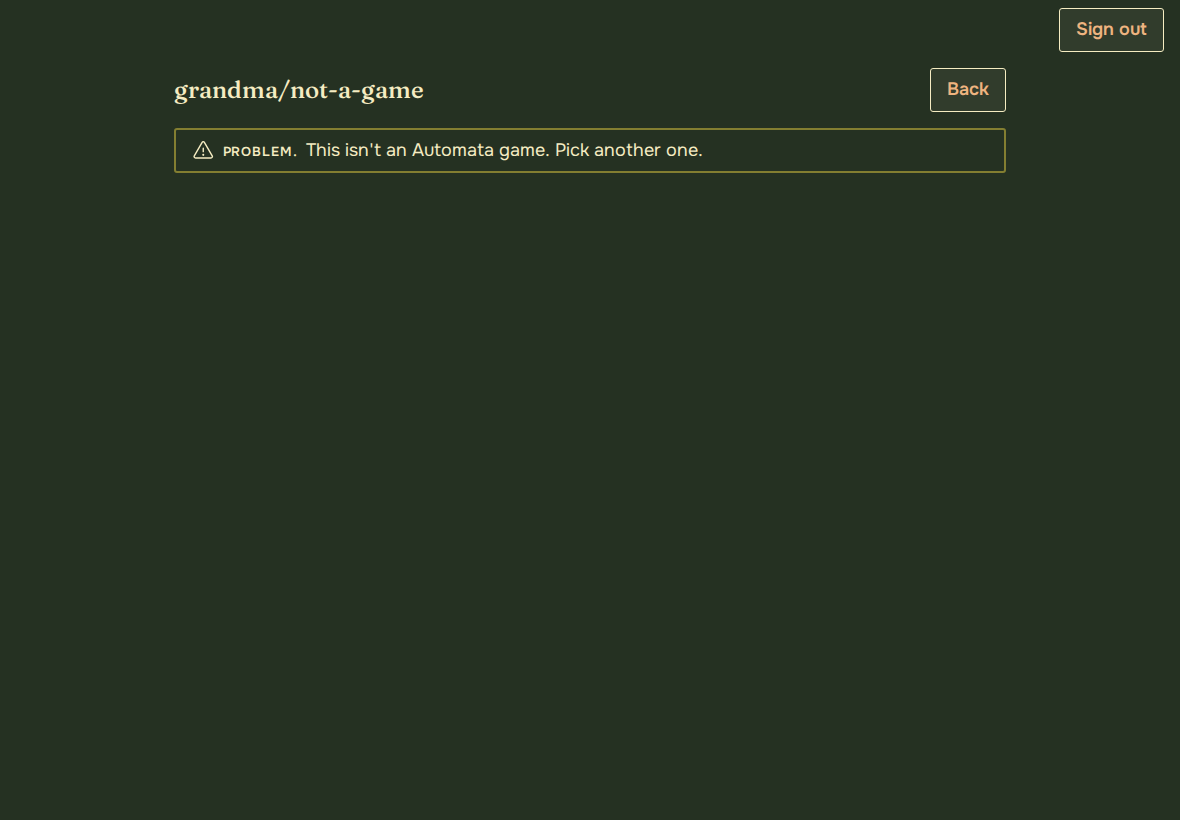 Sign out
grandma/not-a-game
Back
PROBLEM. This isn't an Automata game. Pick another one.